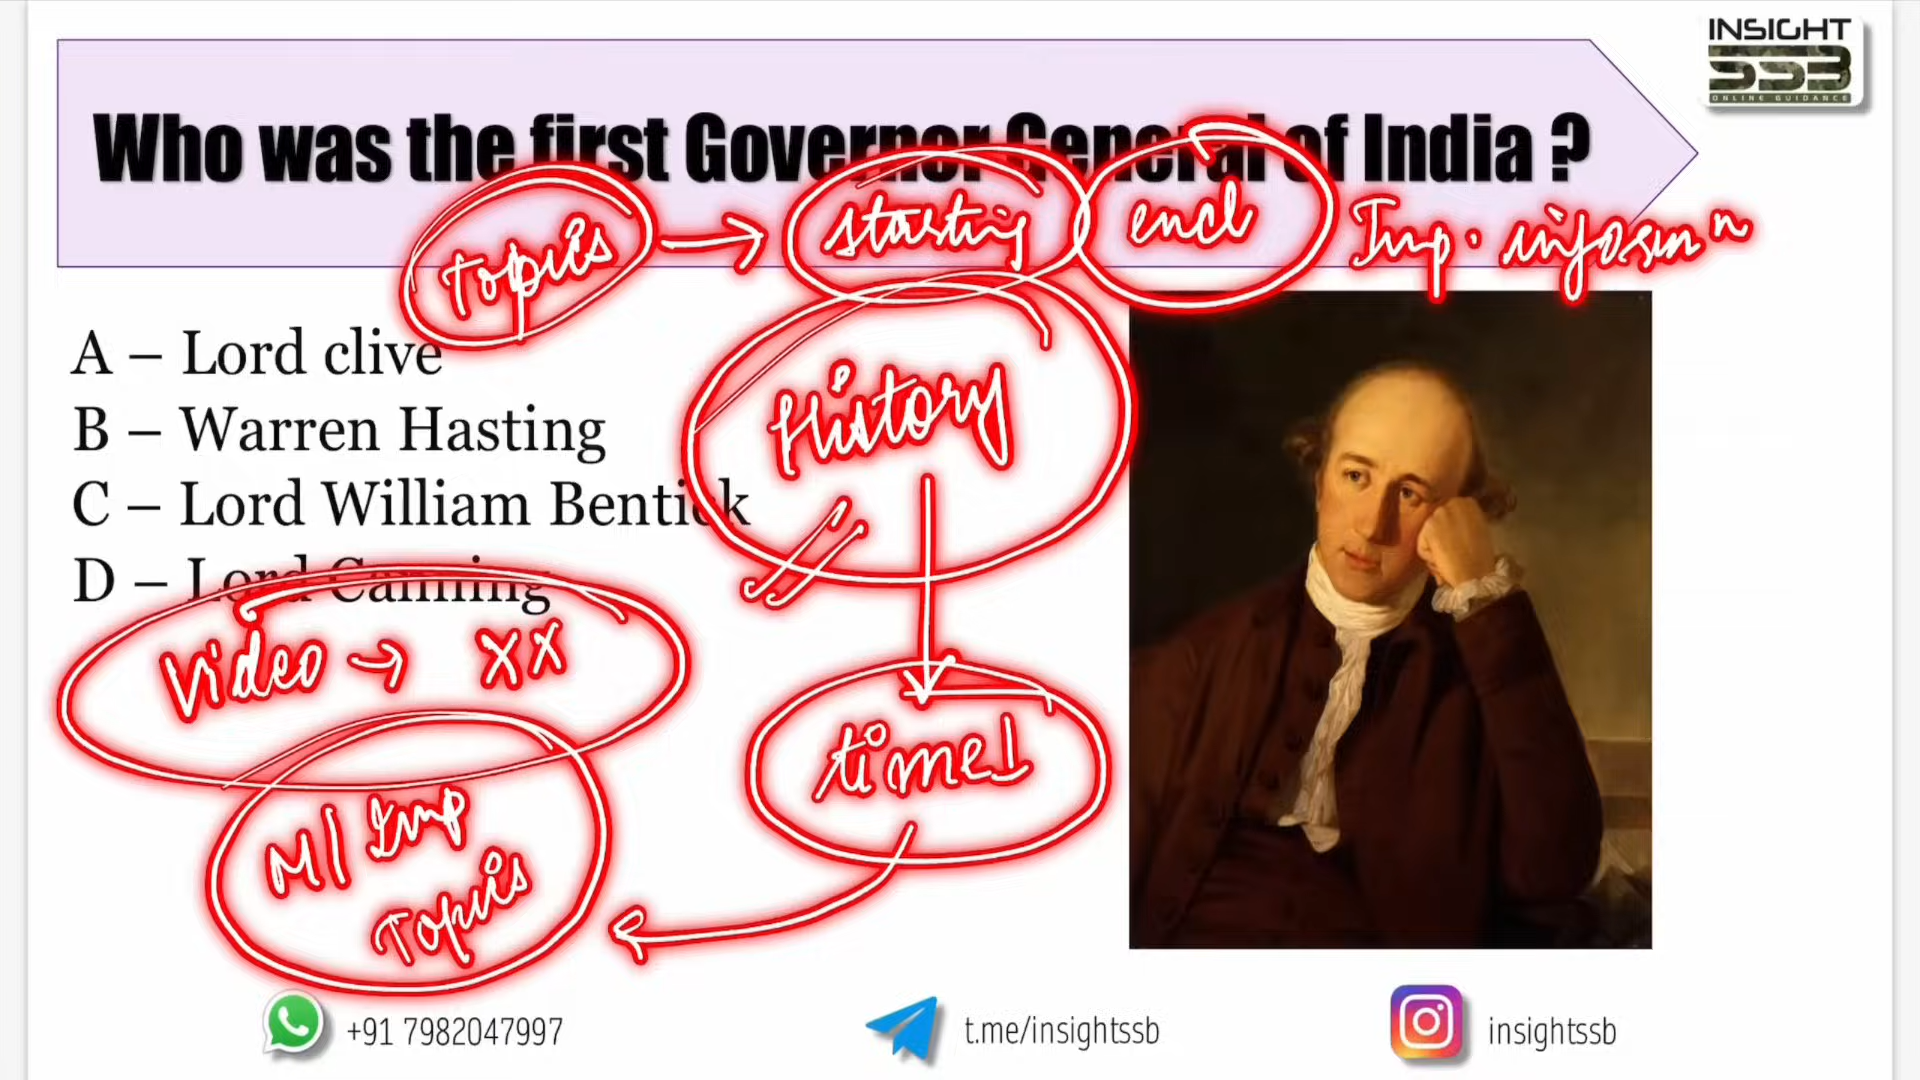 INSIGHT
SSB
ONLINE GUIDANCE
Who was the first Governor General of India ?
Topics → starting end Imp. informn
A – Lord clive
B – Warren Hasting
C – Lord William Bentick
D – Lord Canning
History
Video → xx
time
M/Imp
Topics
+91 7982047997
t.me/insightssb
insightssb